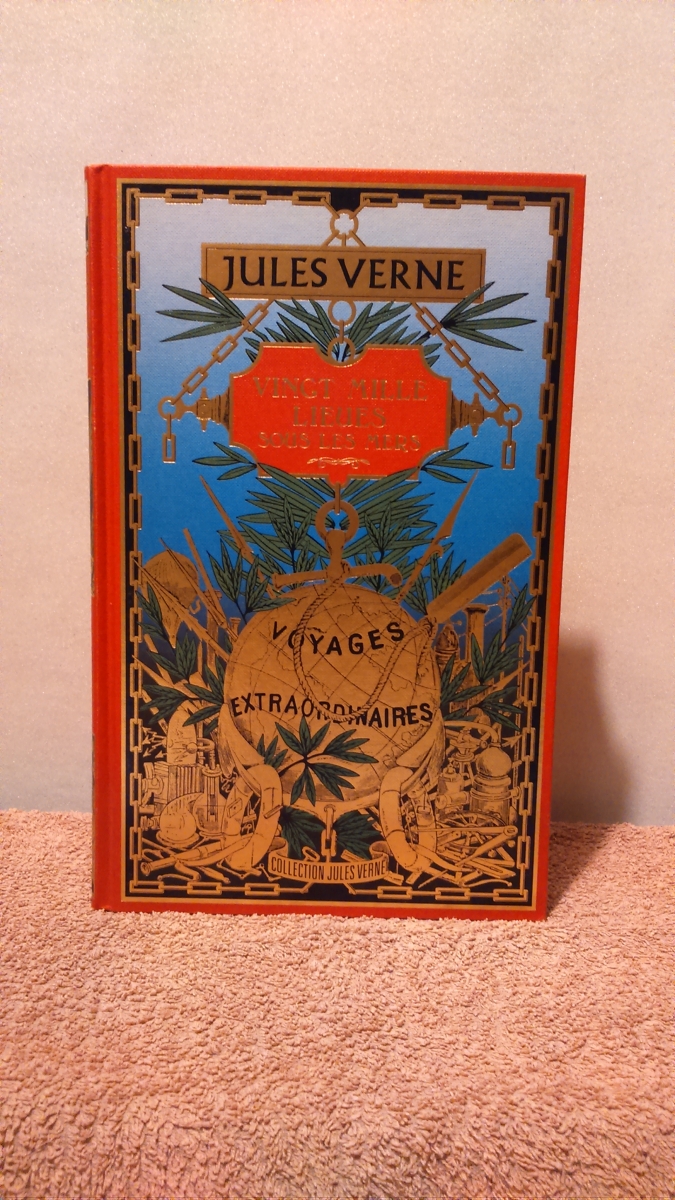 JULES VERNE
VINGT MILLE
LIEUES
SOUS LES MERS
VOYAGES
EXTRAORDINAIRES
COLLECTION JULES VERNE